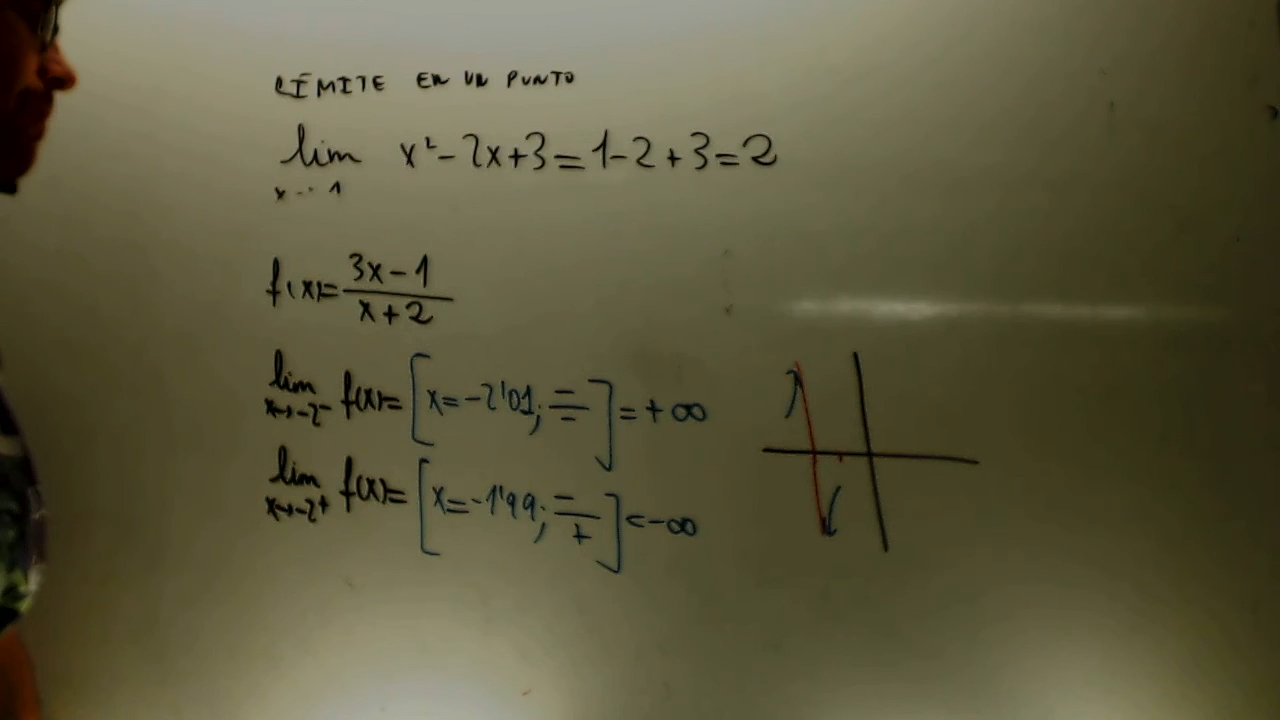 LÍMITE EN UN PUNTO
lim x→1 x² - 2x + 3 = 1 - 2 + 3 = 2
f(x) = (3x - 1)/(x + 2)
lim x→-2⁻ f(x) = [x = -2'01; -/-] = +∞
lim x→-2⁺ f(x) = [x = -1'99; -/+] = -∞